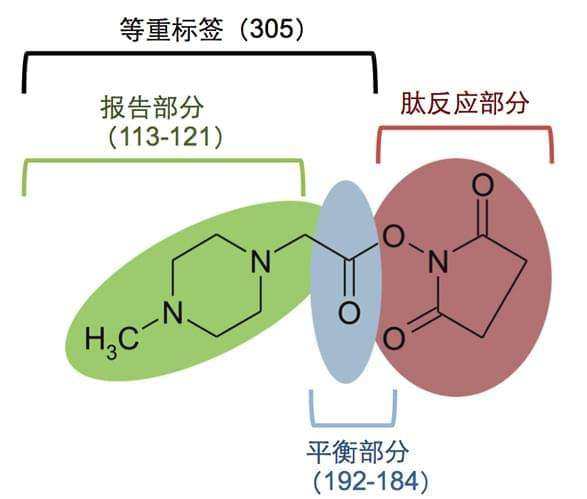 等重标签（305）
报告部分
（113-121）
肽反应部分
O
O
N
N
N
O
O
H3C
平衡部分
（192-184）